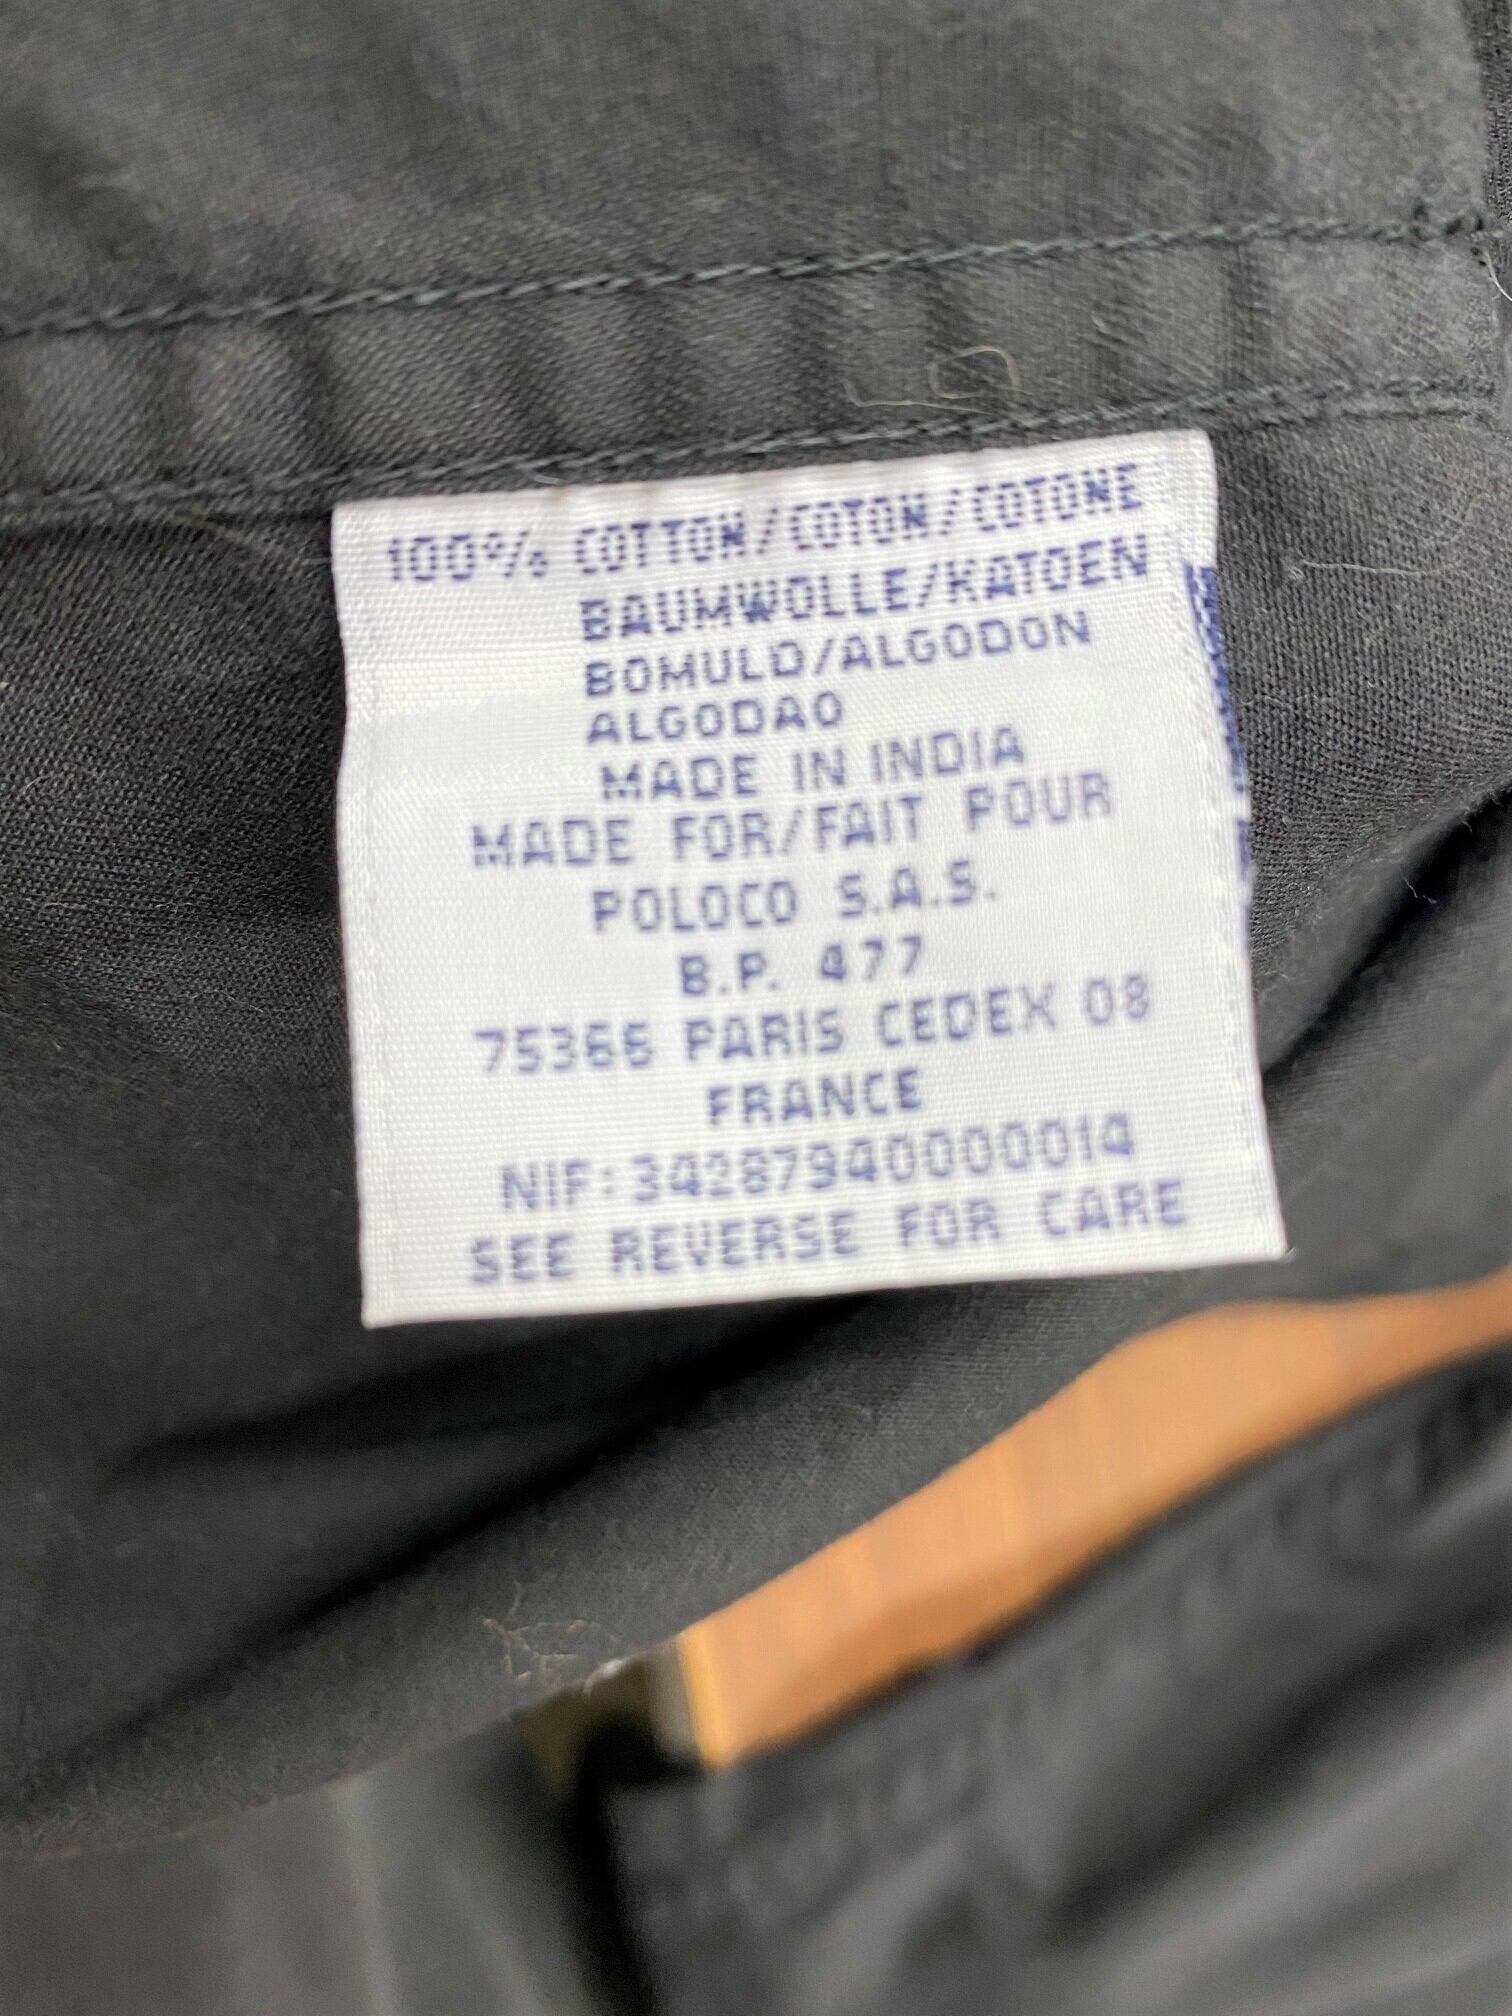 100% COTTON/COTON/COTONE
BAUMWOLLE/KATOEN
BOMULD/ALGODON
ALGODAO
MADE IN INDIA
MADE FOR/FAIT POUR
POLOCO S.A.S.
B.P. 477
75366 PARIS CEDEX 08
FRANCE
NIF:34287940000014
SEE REVERSE FOR CARE